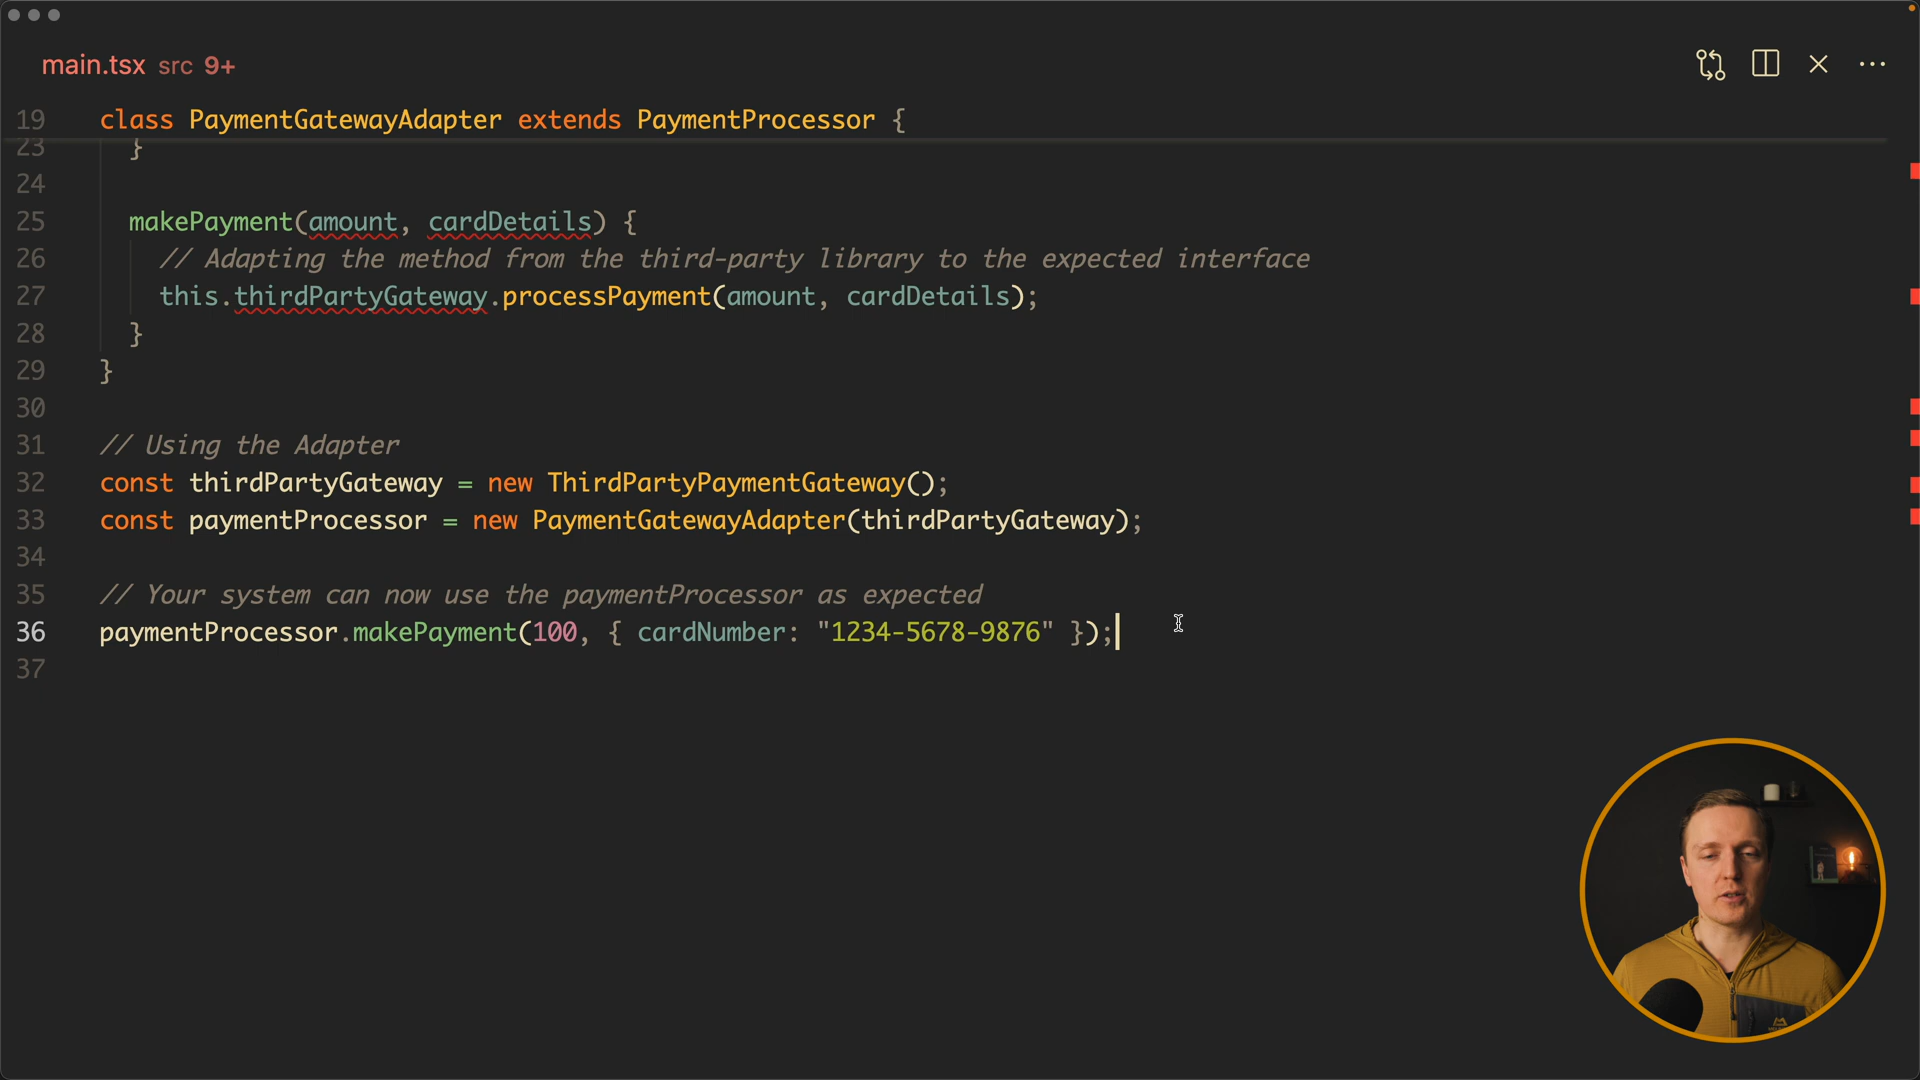 main.tsx src 9+
19 class PaymentGatewayAdapter extends PaymentProcessor {
23 }
24
25 makePayment(amount, cardDetails) {
26 // Adapting the method from the third-party library to the expected interface
27 this.thirdPartyGateway.processPayment(amount, cardDetails);
28 }
29 }
30
31 // Using the Adapter
32 const thirdPartyGateway = new ThirdPartyPaymentGateway();
33 const paymentProcessor = new PaymentGatewayAdapter(thirdPartyGateway);
34
35 // Your system can now use the paymentProcessor as expected
36 paymentProcessor.makePayment(100, { cardNumber: "1234-5678-9876" });
37